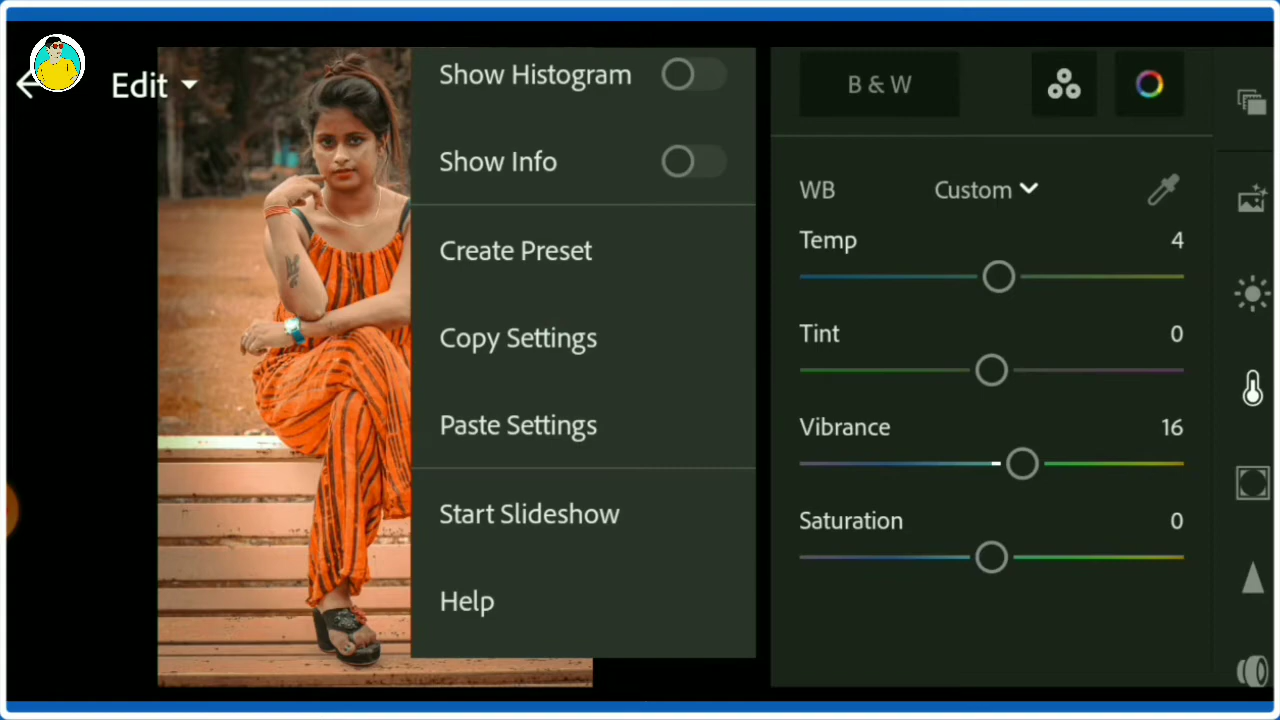 Edit
Show Histogram
Show Info
Create Preset
Copy Settings
Paste Settings
Start Slideshow
Help
B & W
WB Custom
Temp 4
Tint 0
Vibrance 16
Saturation 0